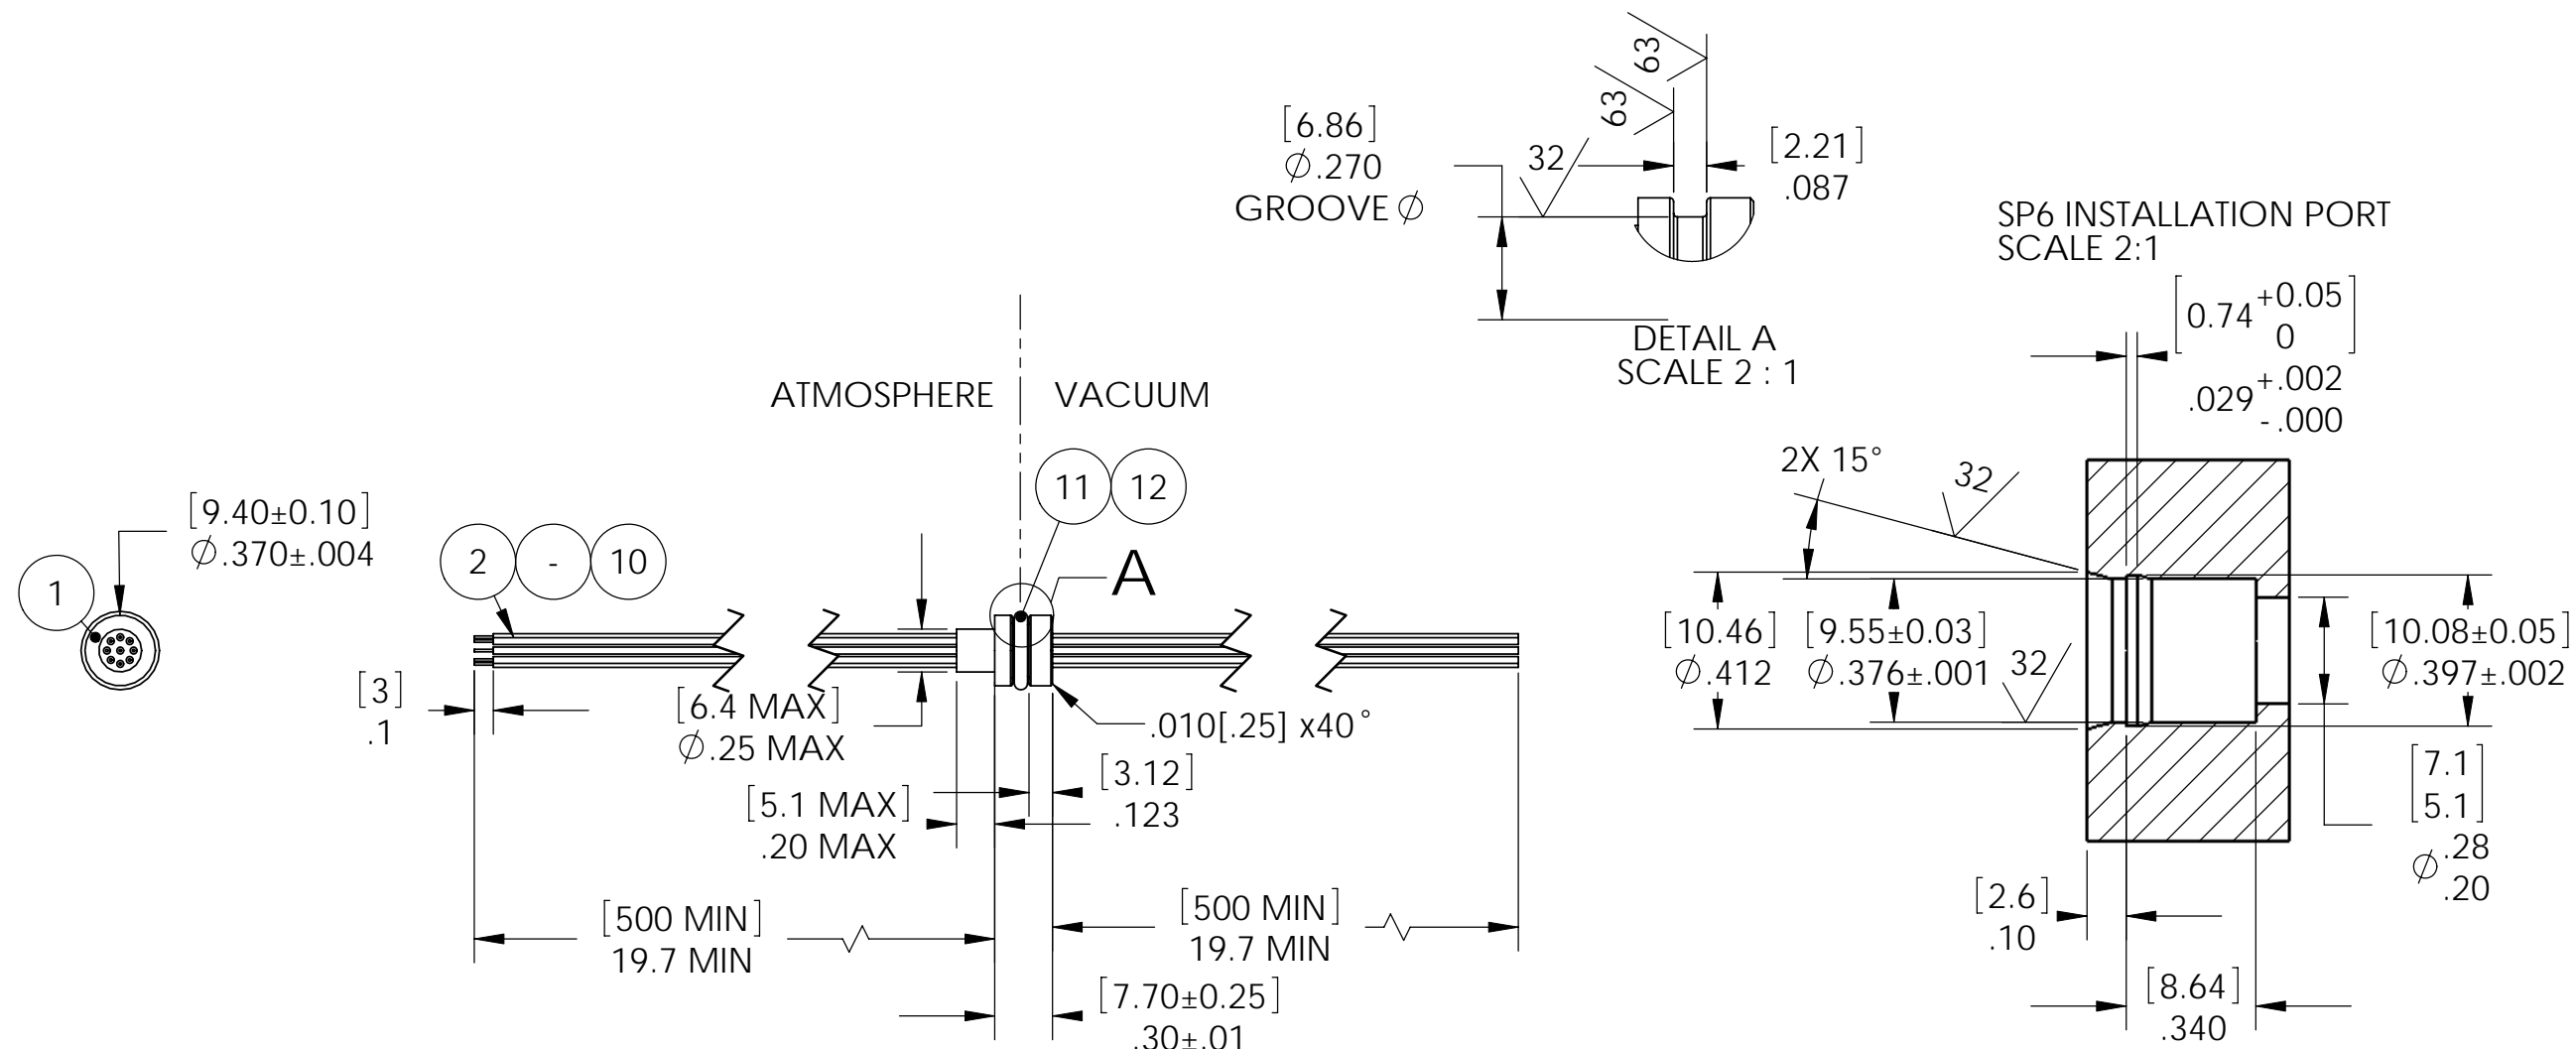 63
63
32
[6.86]
⌀.270
GROOVE ⌀
[2.21]
.087
DETAIL A
SCALE 2 : 1
SP6 INSTALLATION PORT
SCALE 2:1
[0.74 +0.05 0]
.029 +.002 -.000
ATMOSPHERE
VACUUM
1
[9.40±0.10]
⌀.370±.004
2 - 10
11 12
A
[3]
.1
[6.4 MAX]
⌀.25 MAX
.010[.25] x40°
[5.1 MAX]
.20 MAX
[3.12]
.123
[500 MIN]
19.7 MIN
[500 MIN]
19.7 MIN
[7.70±0.25]
.30±.01
2X 15°
32
[10.46]
⌀.412
[9.55±0.03]
⌀.376±.001
32
[10.08±0.05]
⌀.397±.002
[7.1]
[5.1]
⌀.28
.20
[2.6]
.10
[8.64]
.340